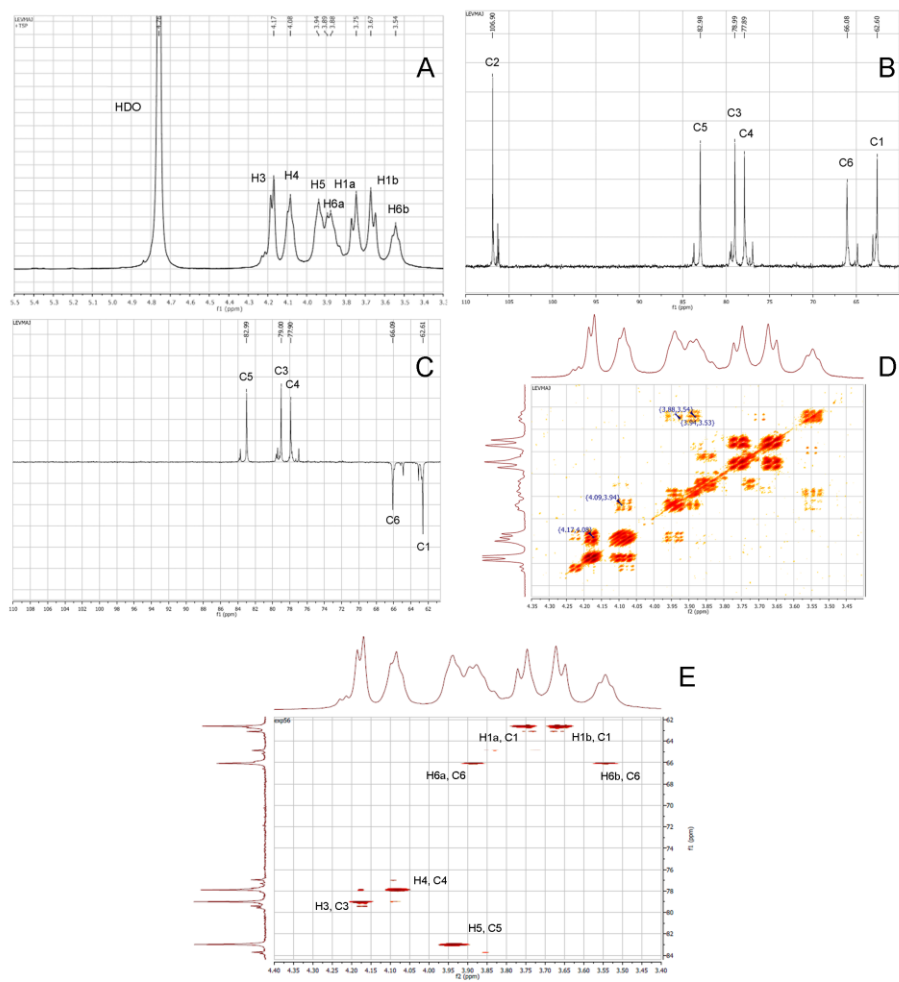 LEVMA3
>TSP
4.76
4.17
4.08
3.94
3.89
3.88
3.75
3.67
3.54
A
HDO
H3
H4
H5
H6a
H1a
H1b
H6b
5.5 5.4 5.3 5.2 5.1 5.0 4.9 4.8 4.7 4.6 4.5 4.4 4.3 4.2 4.1 4.0 3.9 3.8 3.7 3.6 3.5 3.4 3.3
f1 (ppm)
LEVMA3
106.90
82.98
78.99
77.89
66.08
62.60
B
C2
C5
C3
C4
C6
C1
110 105 100 95 90 85 80 75 70 65
f1 (ppm)
LEVMA3
82.99
79.00
77.90
66.09
62.61
C
C5
C3
C4
C6
C1
110 108 106 104 102 100 98 96 94 92 90 88 86 84 82 80 78 76 74 72 70 68 66 64 62 60
f1 (ppm)
D
LEVMA3
{3.88,3.54}
{3.94,3.53}
{4.09,3.94}
{4.17,4.08}
4.35 4.25 4.20 4.15 4.10 4.05 4.00 3.95 3.90 3.85 3.80 3.75 3.70 3.65 3.60 3.55 3.50 3.45
f2 (ppm)
E
exp56
H1a, C1
H1b, C1
H6a, C6
H6b, C6
H4, C4
H3, C3
H5, C5
62
64
66
68
70
72
74
76
78
80
82
84
f1 (ppm)
4.40 4.35 4.30 4.25 4.20 4.15 4.10 4.05 4.00 3.95 3.90 3.85 3.80 3.75 3.70 3.65 3.60 3.55 3.50 3.45 3.40
f2 (ppm)